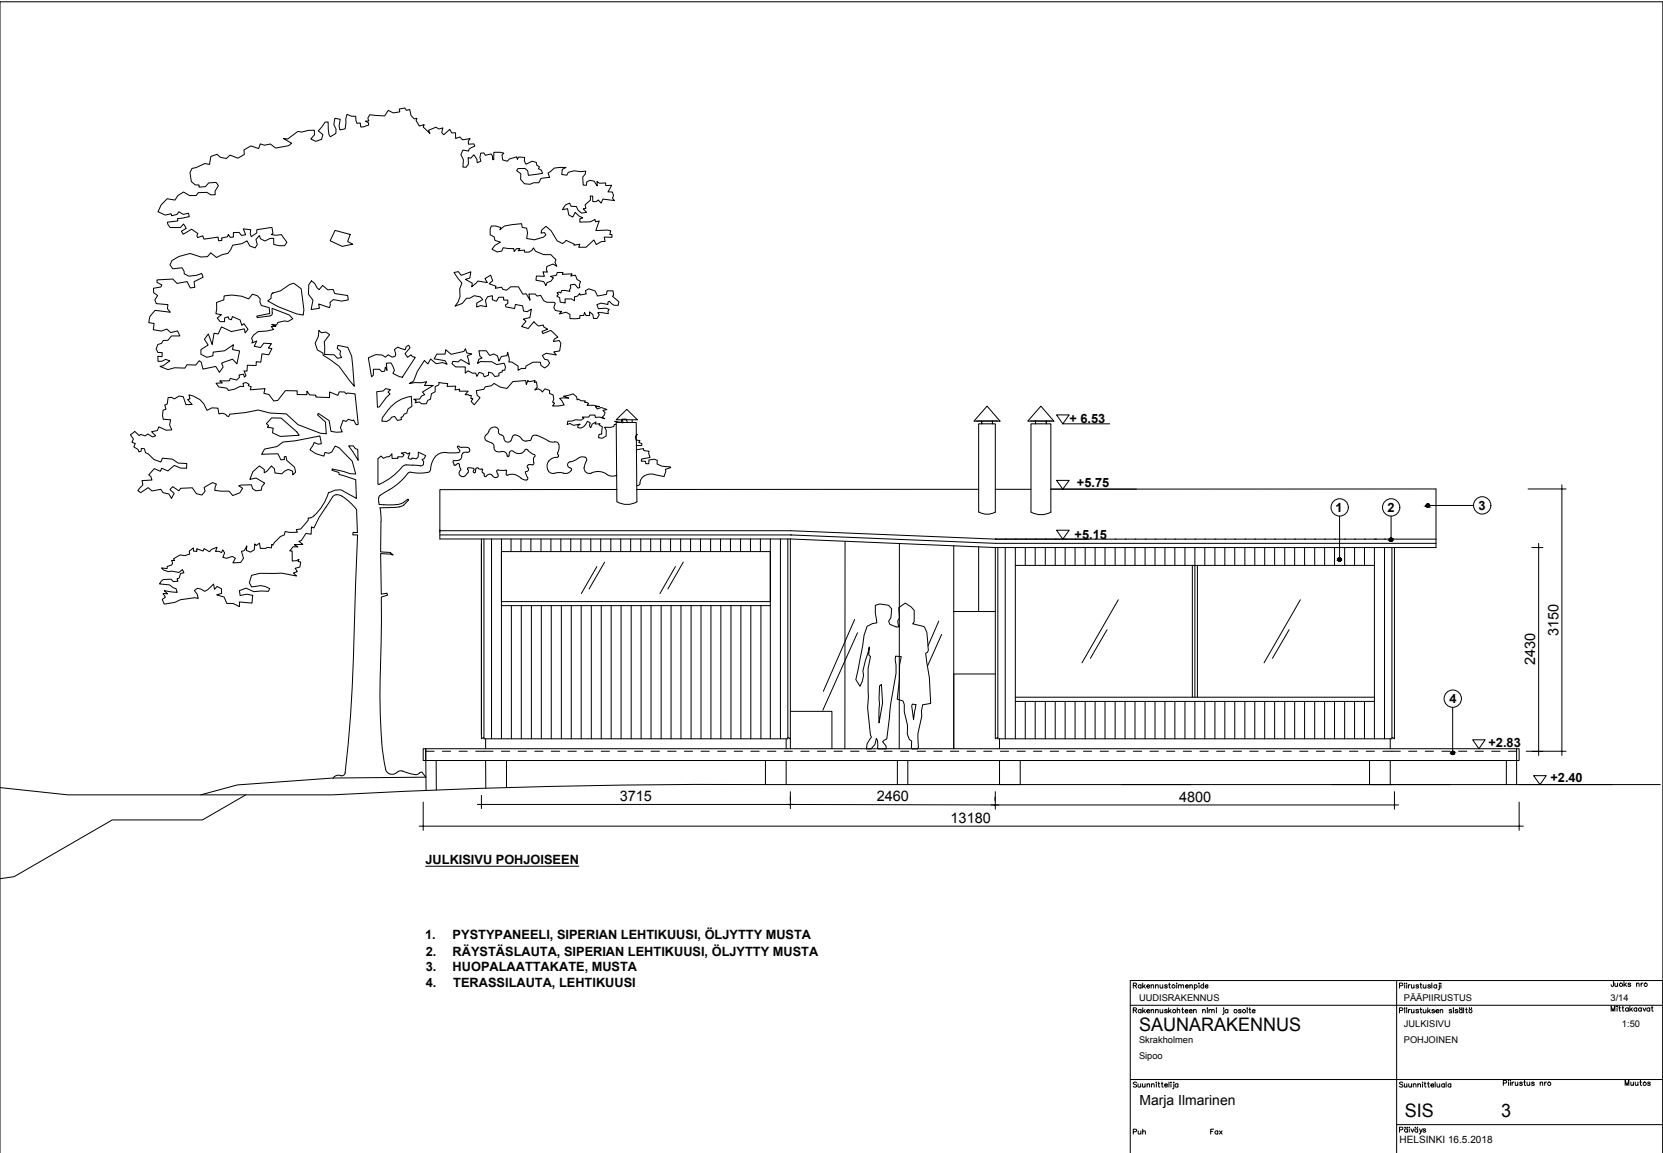 + 6.53
+5.75
1
2
3
+5.15
3150
2430
4
+2.83
+2.40
3715
2460
4800
13180
JULKISIVU POHJOISEEN
1. PYSTYPANEELI, SIPERIAN LEHTIKUUSI, ÖLJYTTY MUSTA
2. RÄYSTÄSLAUTA, SIPERIAN LEHTIKUUSI, ÖLJYTTY MUSTA
3. HUOPALAATTAKATE, MUSTA
4. TERASSILAUTA, LEHTIKUUSI
Rakennustoimenpide
UUDISRAKENNUS
Piirustuslaji
Juoks nro
PÄÄPIIRUSTUS
3/14
Rakennuskohteen nimi ja osoite
SAUNARAKENNUS
Skrakholmen
Sipoo
Piirustuksen sisältö
Mittakaavat
JULKISIVU
1:50
POHJOINEN
Suunnittelija
Marja Ilmarinen
Puh
Fax
Suunnitteluala
Piirustus nro
Muutos
SIS
3
Päiväys
HELSINKI 16.5.2018